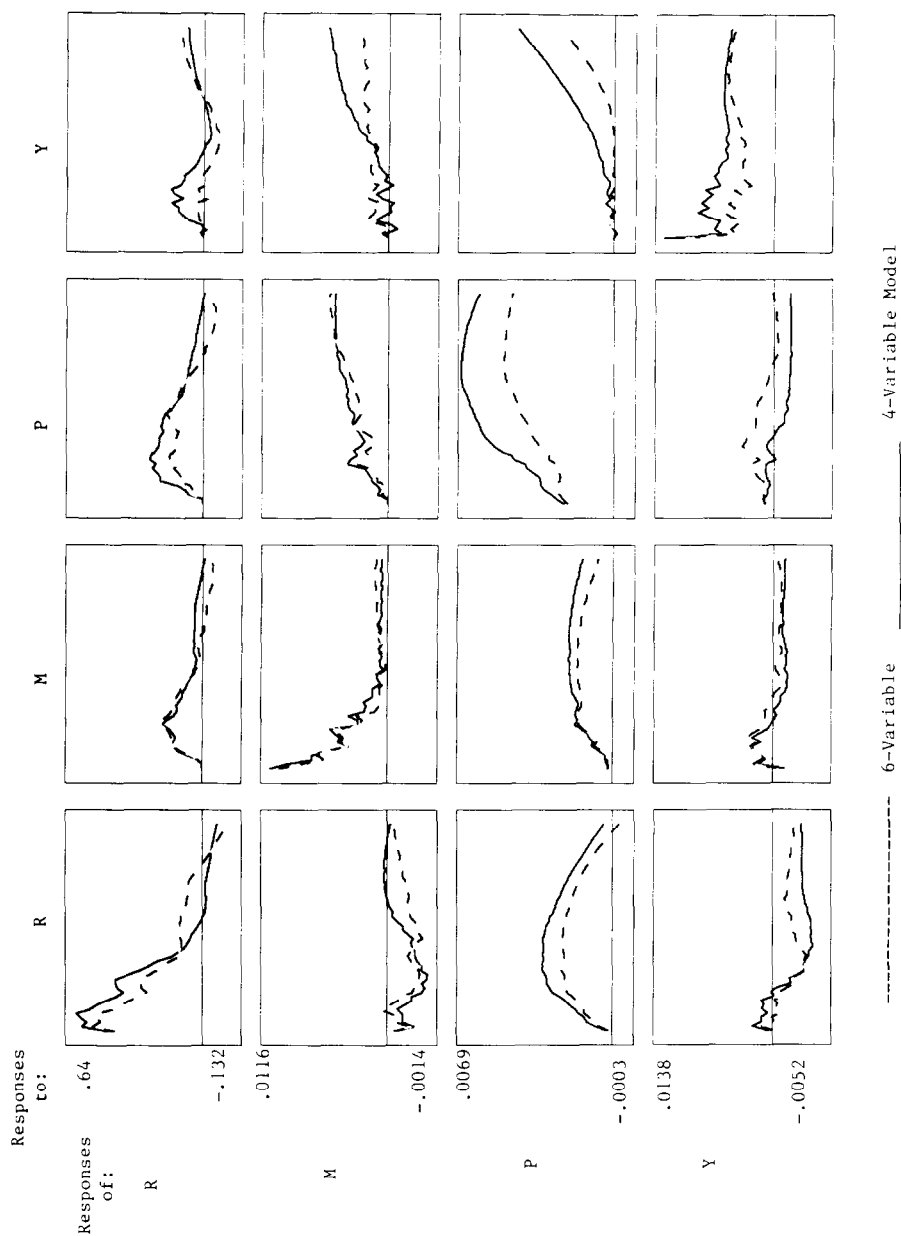 Responses
to:
R M P Y
Responses
of:
R
.64
-.132
M
.0116
-.0014
P
.0069
-.0003
Y
.0138
-.0052
6-Variable 4-Variable Model